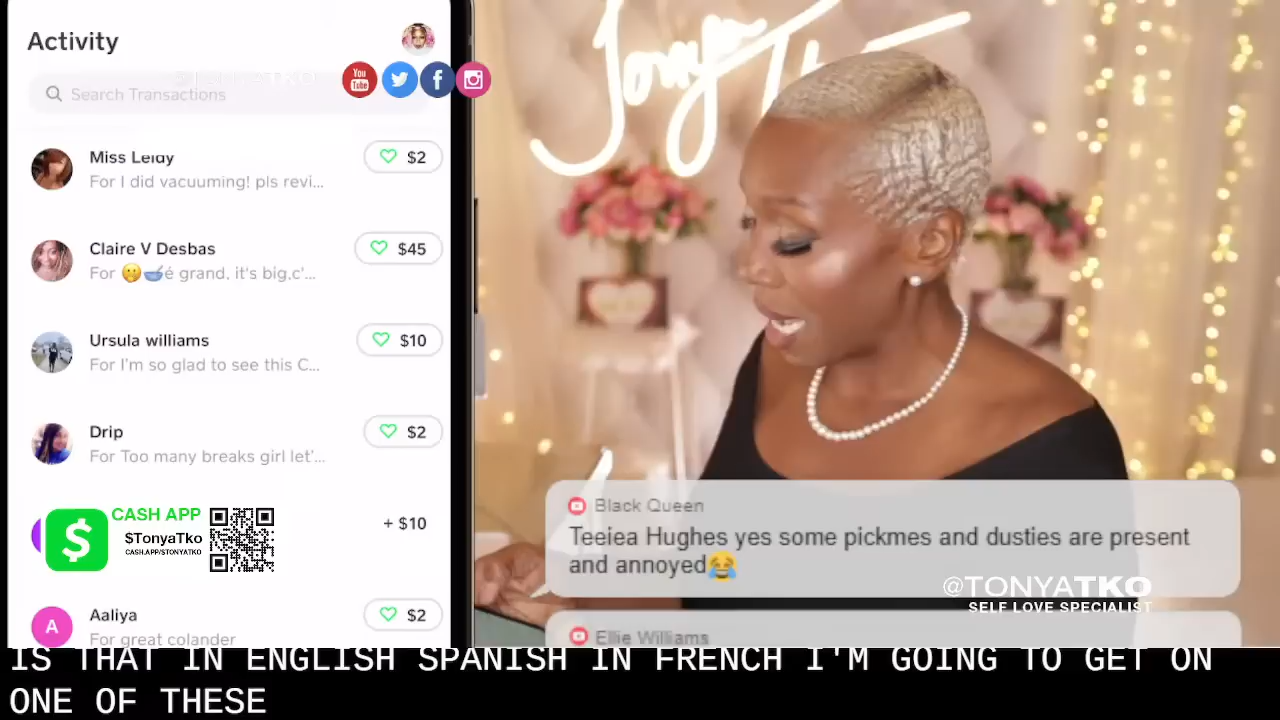 Activity
Search Transactions
You
Tube
Miss Leidy
$2
For I did vacuuming! pls revi...
Claire V Desbas
$45
For 🤭🥣é grand, it's big,c'...
Ursula williams
$10
For I'm so glad to see this C...
Drip
$2
For Too many breaks girl let'...
CASH APP
$TonyaTko
CASH.APP/$TONYATKO
+ $10
Aaliya
$2
A
For great colander
Tonya
Black Queen
Teeiea Hughes yes some pickmes and dusties are present
and annoyed😂
@TONYATKO
SELF LOVE SPECIALIST
Ellie Williams
IS THAT IN ENGLISH SPANISH IN FRENCH I'M GOING TO GET ON
ONE OF THESE